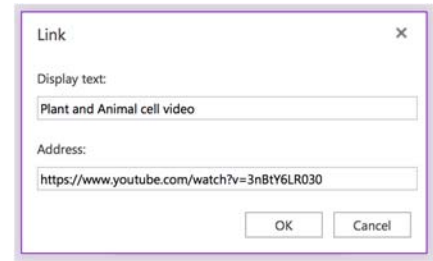 Link
Display text:
Plant and Animal cell video
Address:
https://www.youtube.com/watch?v=3nBtY6LR030
OK Cancel